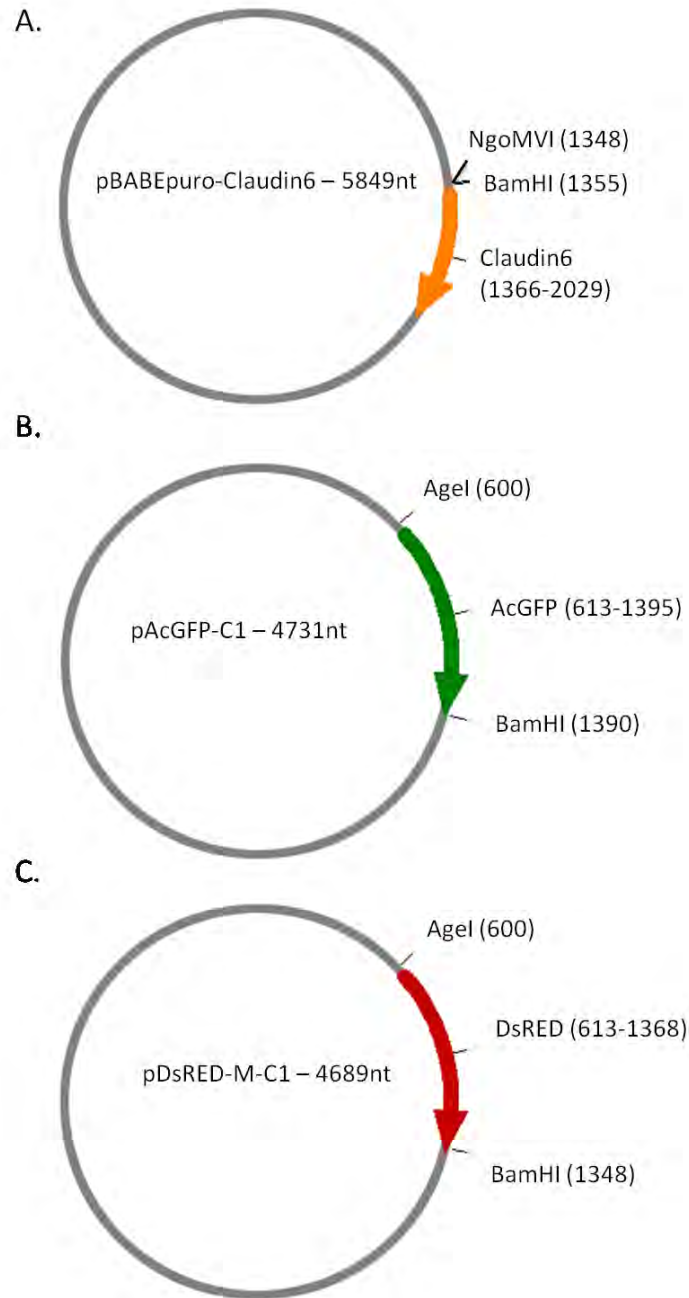 A.
NgoMVI (1348)
pBABEpuro-Claudin6 – 5849nt
BamHI (1355)
Claudin6
(1366-2029)
B.
AgeI (600)
AcGFP (613-1395)
pAcGFP-C1 – 4731nt
BamHI (1390)
C.
AgeI (600)
DsRED (613-1368)
pDsRED-M-C1 – 4689nt
BamHI (1348)